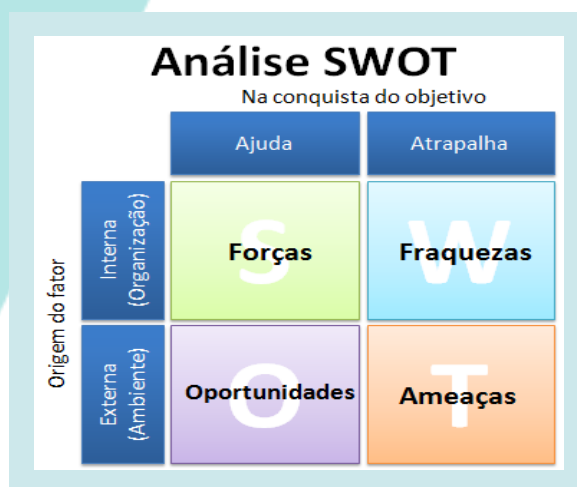 Análise SWOT
Na conquista do objetivo
Ajuda
Atrapalha
Origem do fator
Interna
(Organização)
S
Forças
W
Fraquezas
Externa
(Ambiente)
O
Oportunidades
T
Ameaças